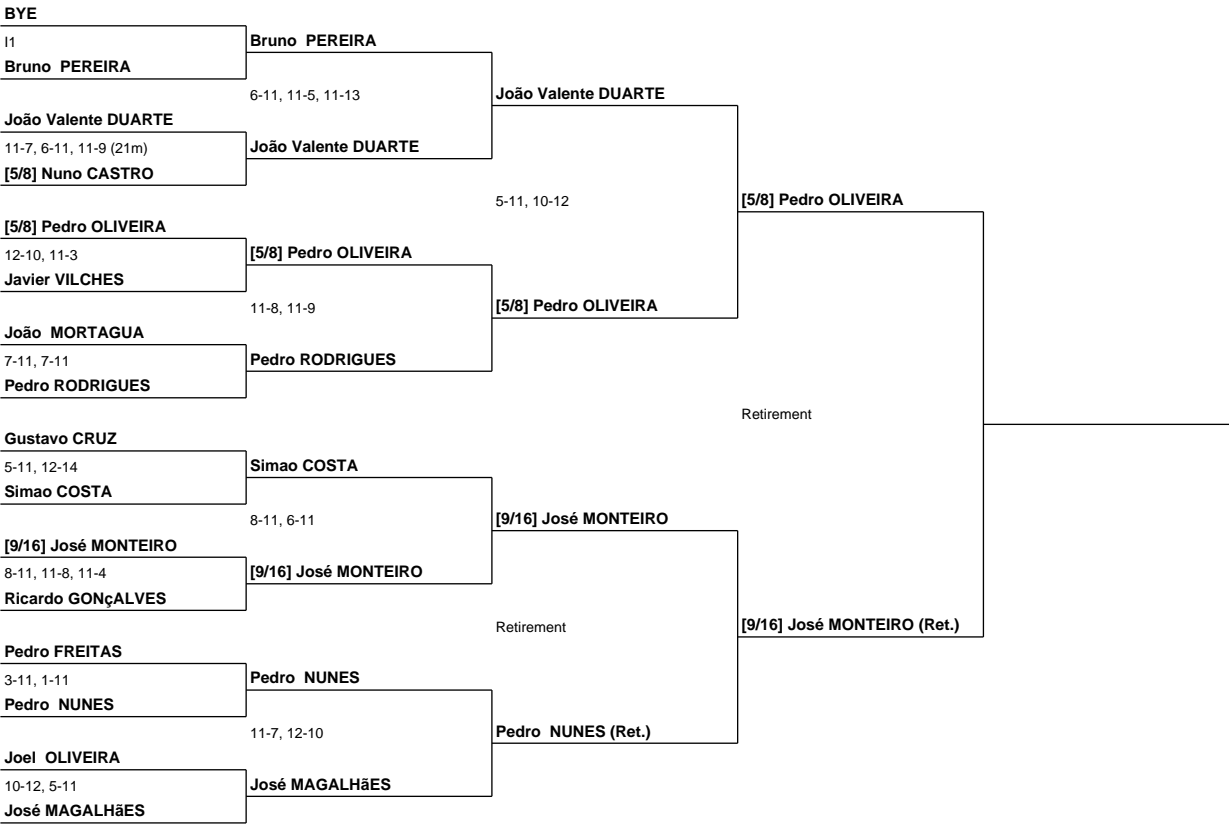 BYE
I1
Bruno PEREIRA
Bruno PEREIRA
6-11, 11-5, 11-13
João Valente DUARTE
João Valente DUARTE
11-7, 6-11, 11-9 (21m)
João Valente DUARTE
[5/8] Nuno CASTRO
5-11, 10-12
[5/8] Pedro OLIVEIRA
[5/8] Pedro OLIVEIRA
12-10, 11-3
[5/8] Pedro OLIVEIRA
Javier VILCHES
11-8, 11-9
[5/8] Pedro OLIVEIRA
João MORTAGUA
7-11, 7-11
Pedro RODRIGUES
Pedro RODRIGUES
Retirement
Gustavo CRUZ
5-11, 12-14
Simao COSTA
Simao COSTA
8-11, 6-11
[9/16] José MONTEIRO
[9/16] José MONTEIRO
8-11, 11-8, 11-4
[9/16] José MONTEIRO
Ricardo GONçALVES
Retirement
[9/16] José MONTEIRO (Ret.)
Pedro FREITAS
3-11, 1-11
Pedro NUNES
Pedro NUNES
11-7, 12-10
Pedro NUNES (Ret.)
Joel OLIVEIRA
10-12, 5-11
José MAGALHãES
José MAGALHãES